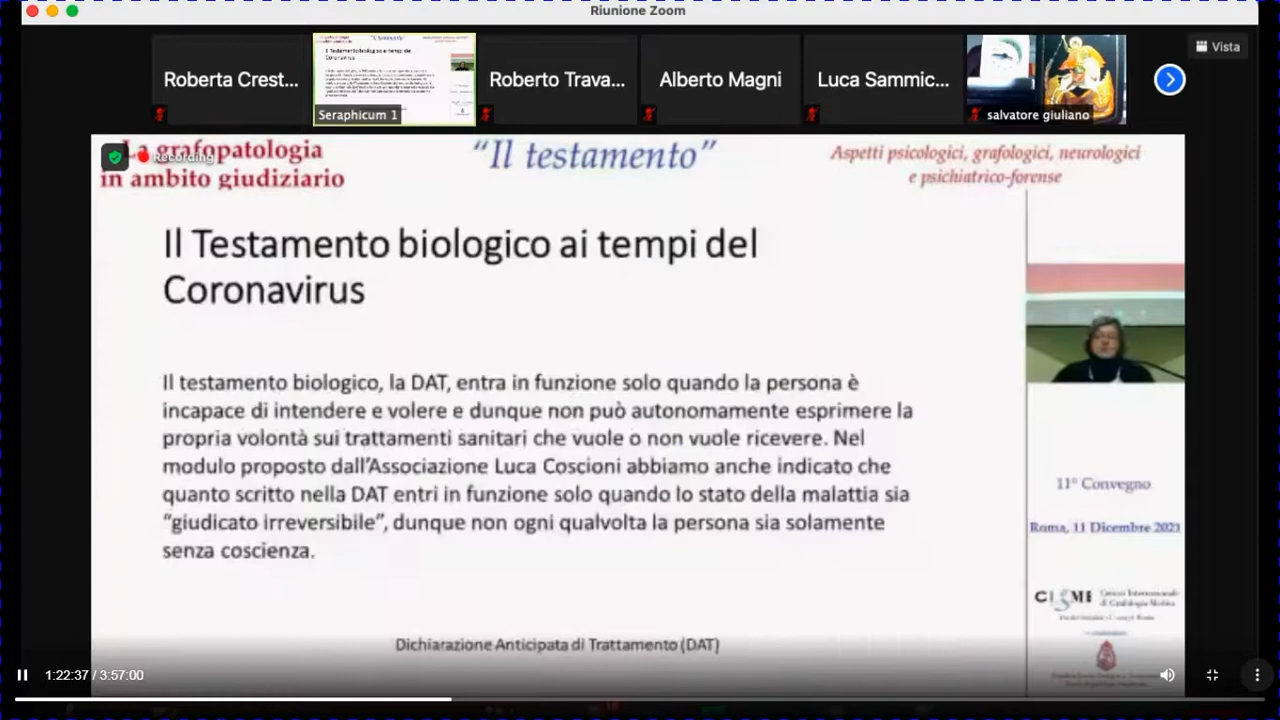 Riunione Zoom
Roberta Crest...
Seraphicum 1
Roberto Trava...
Alberto Magni
Luca Sammic...
salvatore giuliano
Vista
Recording
La grafopatologia
in ambito giudiziario
“Il testamento”
Aspetti psicologici, grafologici, neurologici
e psichiatrico-forense
Il Testamento biologico ai tempi del
Coronavirus
Il testamento biologico, la DAT, entra in funzione solo quando la persona è
incapace di intendere e volere e dunque non può autonomamente esprimere la
propria volontà sui trattamenti sanitari che vuole o non vuole ricevere. Nel
modulo proposto dall’Associazione Luca Coscioni abbiamo anche indicato che
quanto scritto nella DAT entri in funzione solo quando lo stato della malattia sia
“giudicato irreversibile”, dunque non ogni qualvolta la persona sia solamente
senza coscienza.
Dichiarazione Anticipata di Trattamento (DAT)
11° Convegno
Roma, 11 Dicembre 2021
1:22:37 / 3:57:00